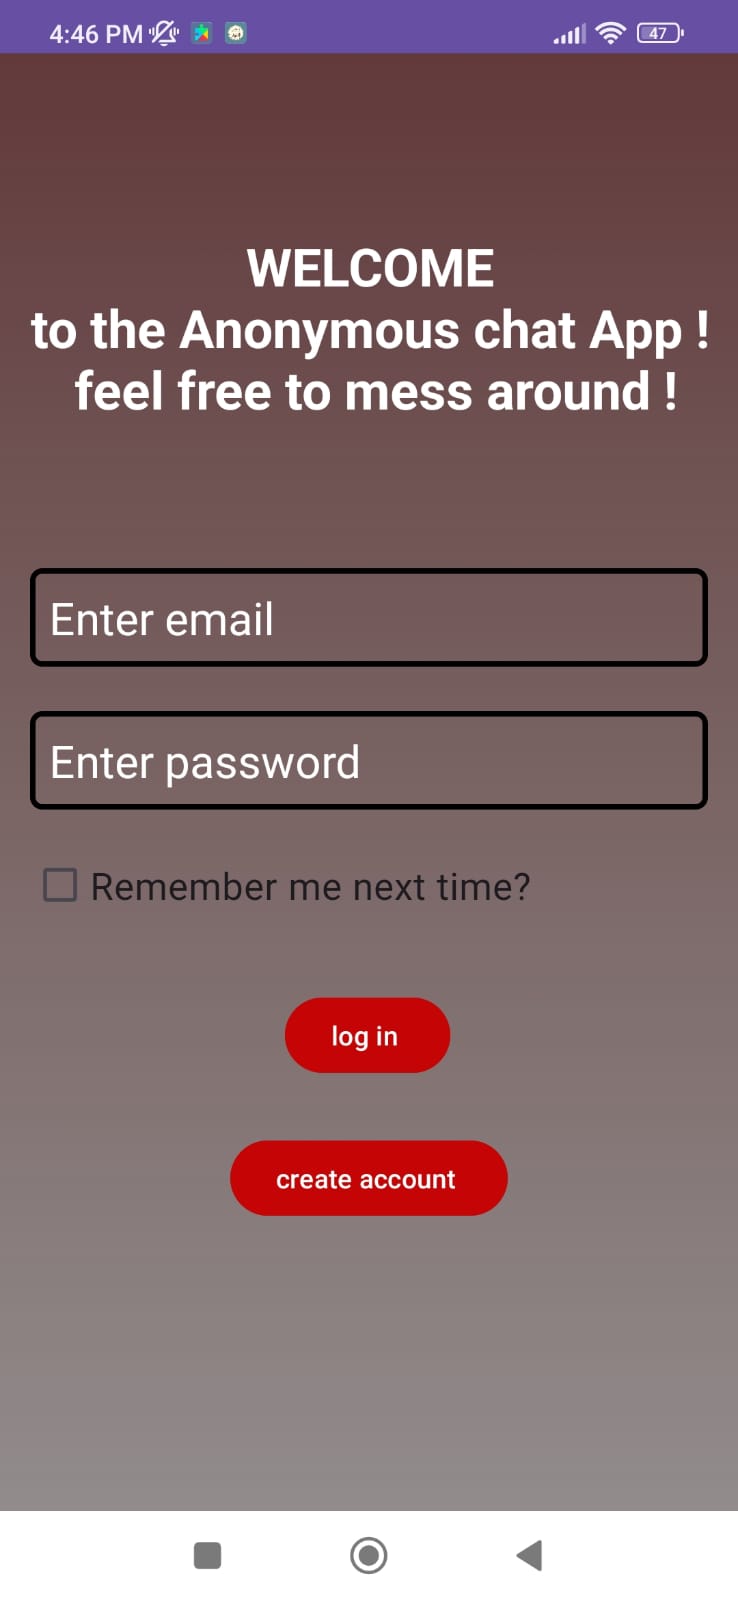 4:46 PM
47
WELCOME
to the Anonymous chat App !
feel free to mess around !
Enter email
Enter password
Remember me next time?
log in
create account